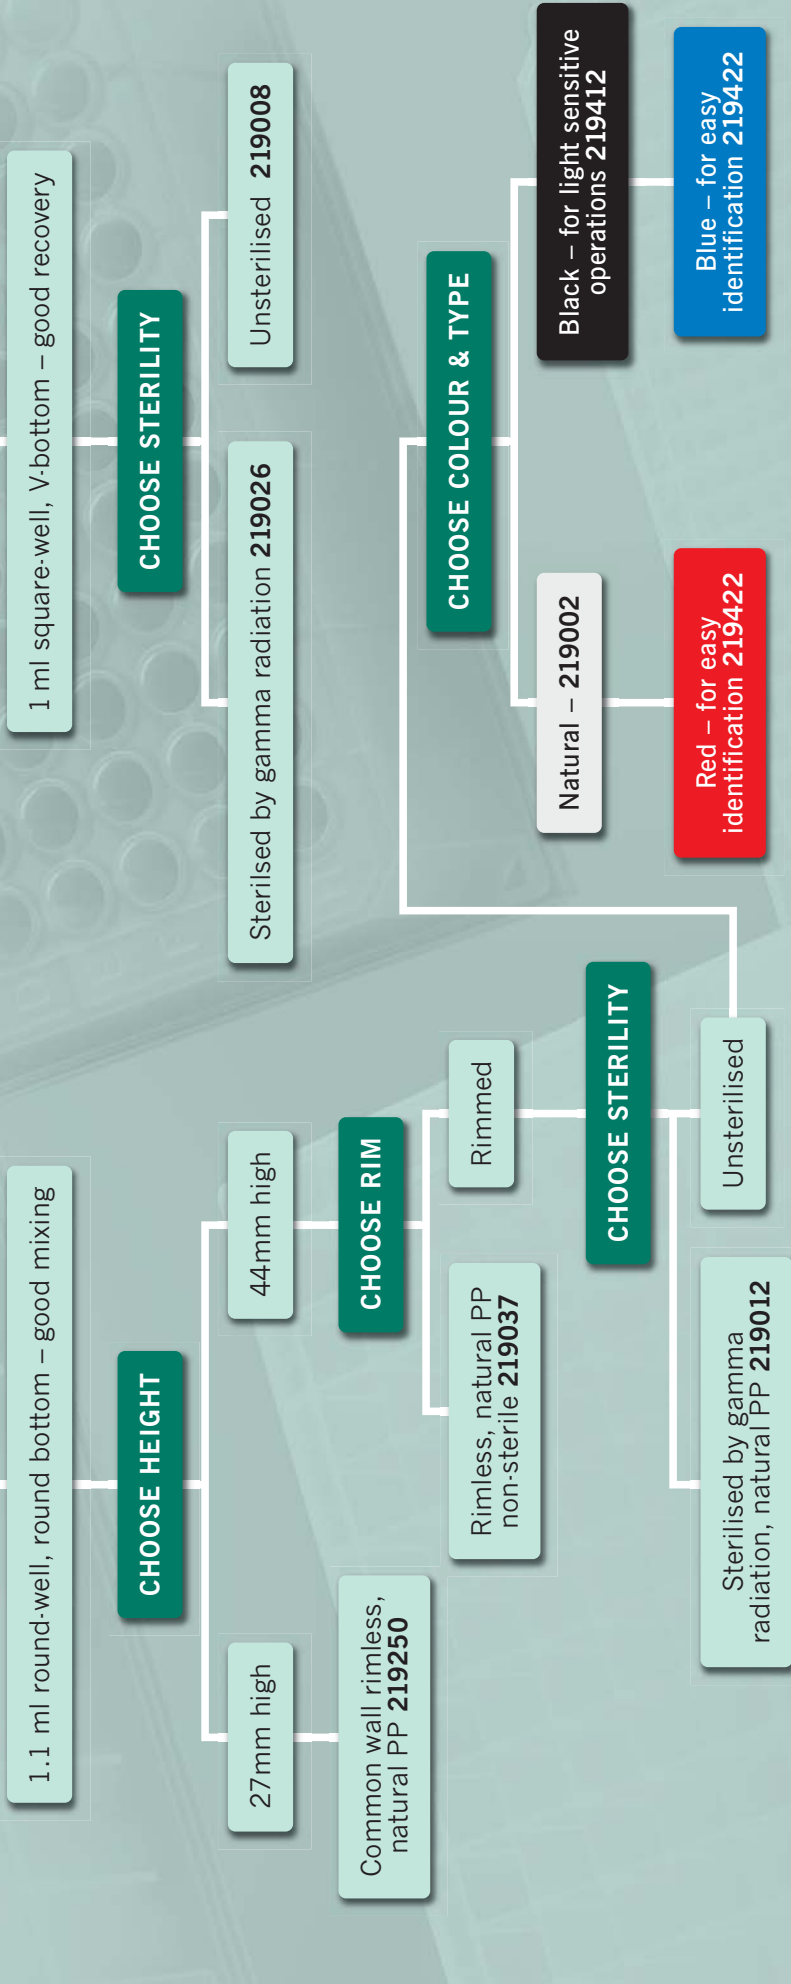 1.1 ml round-well, round bottom – good mixing
CHOOSE HEIGHT
27mm high
Common wall rimless,
natural PP 219250
44mm high
CHOOSE RIM
Rimless, natural PP
non-sterile 219037
Rimmed
CHOOSE STERILITY
Sterilised by gamma
radiation, natural PP 219012
Unsterilised
1 ml square-well, V-bottom – good recovery
CHOOSE STERILITY
Sterilsed by gamma radiation 219026
Unsterilised 219008
CHOOSE COLOUR & TYPE
Natural – 219002
Black – for light sensitive
operations 219412
Red – for easy
identification 219422
Blue – for easy
identification 219422